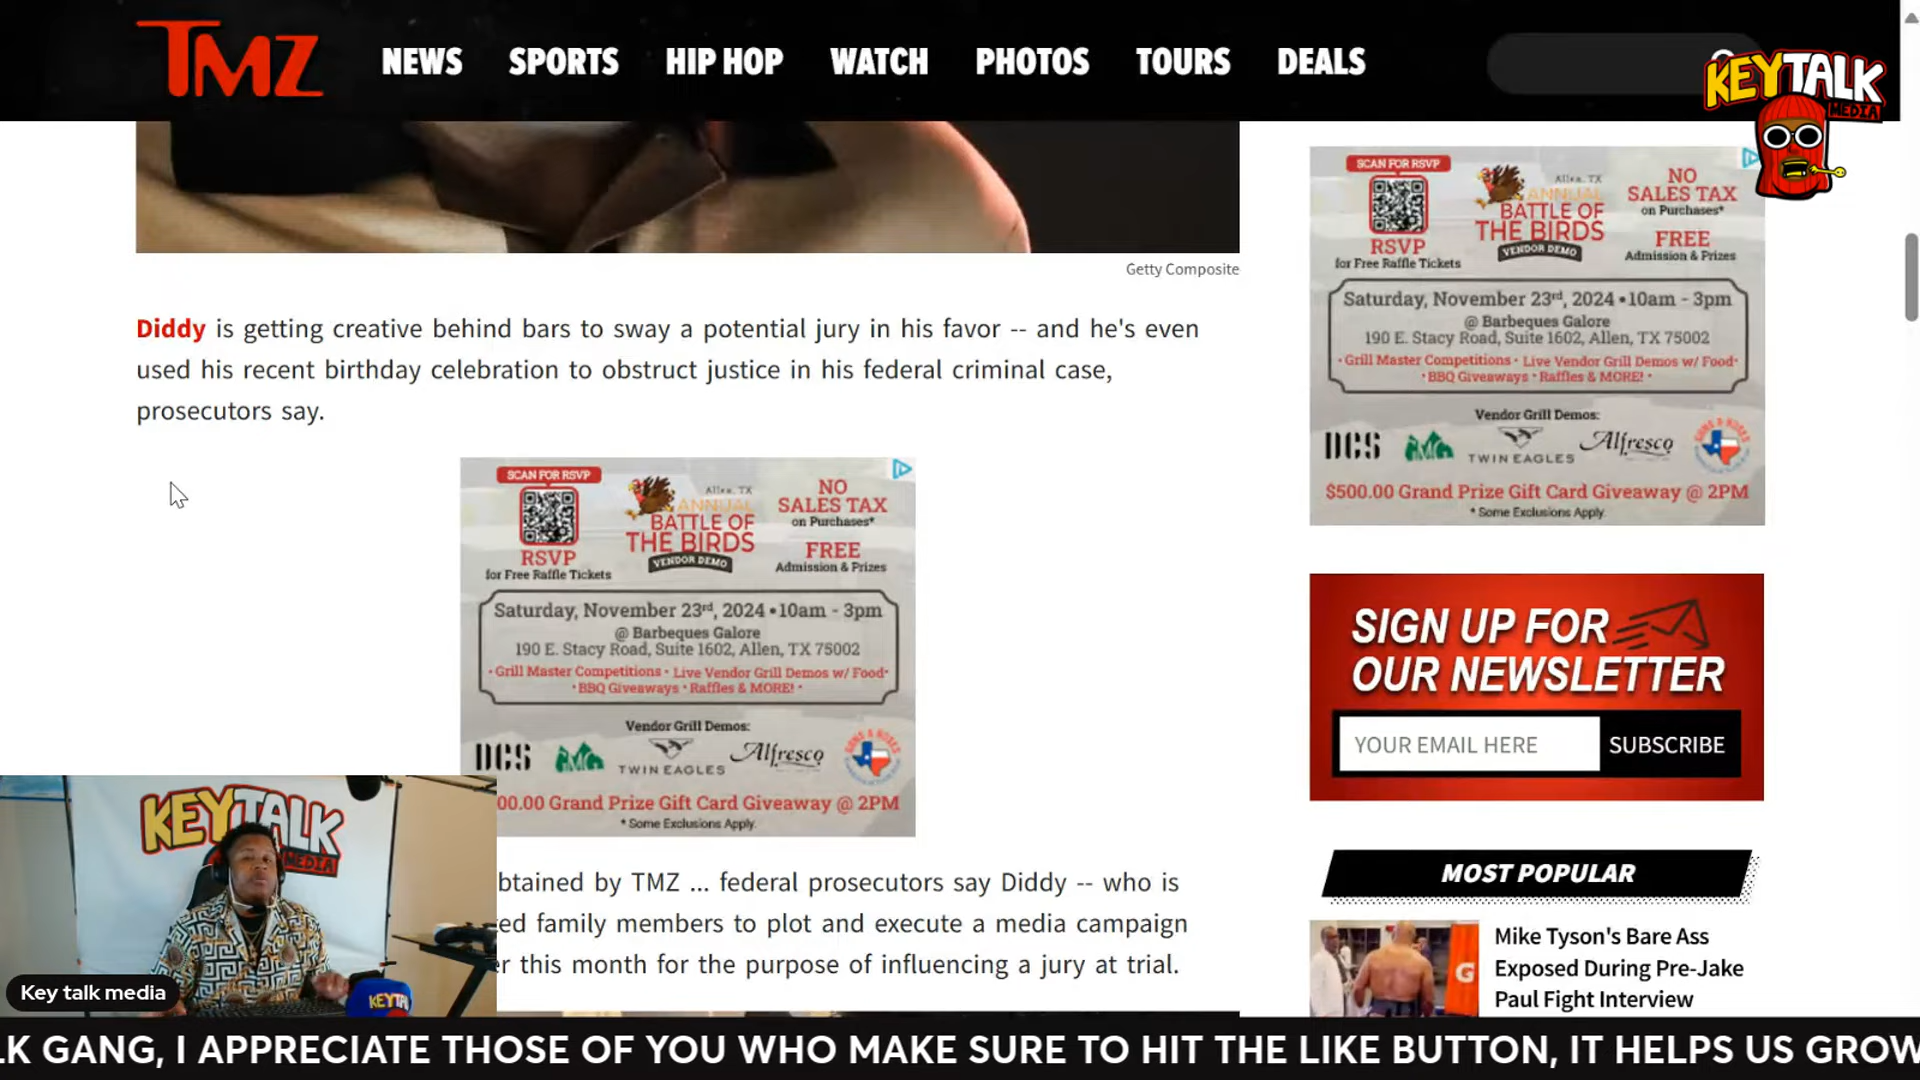 TMZ
NEWS SPORTS HIP HOP WATCH PHOTOS TOURS DEALS
KEYTALK
MEDIA
Getty Composite
Diddy is getting creative behind bars to sway a potential jury in his favor -- and he's even
used his recent birthday celebration to obstruct justice in his federal criminal case,
prosecutors say.
SCAN FOR RSVP
RSVP
for Free Raffle Tickets
Allen, TX
ANNUAL
BATTLE OF
THE BIRDS
VENDOR DEMO
NO
SALES TAX
on Purchases*
FREE
Admission & Prizes
Saturday, November 23rd, 2024 • 10am - 3pm
@ Barbeques Galore
190 E. Stacy Road, Suite 1602, Allen, TX 75002
• Grill Master Competitions • Live Vendor Grill Demos w/ Food•
• BBQ Giveaways • Raffles & MORE! •
Vendor Grill Demos:
DCS
TWIN EAGLES
Alfresco
00.00 Grand Prize Gift Card Giveaway @ 2PM
* Some Exclusions Apply.
btained by TMZ ... federal prosecutors say Diddy -- who is
ed family members to plot and execute a media campaign
r this month for the purpose of influencing a jury at trial.
SCAN FOR RSVP
RSVP
for Free Raffle Tickets
Allen, TX
ANNUAL
BATTLE OF
THE BIRDS
VENDOR DEMO
NO
SALES TAX
on Purchases*
FREE
Admission & Prizes
Saturday, November 23rd, 2024 • 10am - 3pm
@ Barbeques Galore
190 E. Stacy Road, Suite 1602, Allen, TX 75002
• Grill Master Competitions • Live Vendor Grill Demos w/ Food•
• BBQ Giveaways • Raffles & MORE! •
Vendor Grill Demos:
DCS
TWIN EAGLES
Alfresco
$500.00 Grand Prize Gift Card Giveaway @ 2PM
* Some Exclusions Apply.
SIGN UP FOR
OUR NEWSLETTER
YOUR EMAIL HERE SUBSCRIBE
MOST POPULAR
Mike Tyson's Bare Ass
Exposed During Pre-Jake
Paul Fight Interview
KEYTALK
MEDIA
Key talk media
LK GANG, I APPRECIATE THOSE OF YOU WHO MAKE SURE TO HIT THE LIKE BUTTON, IT HELPS US GROW